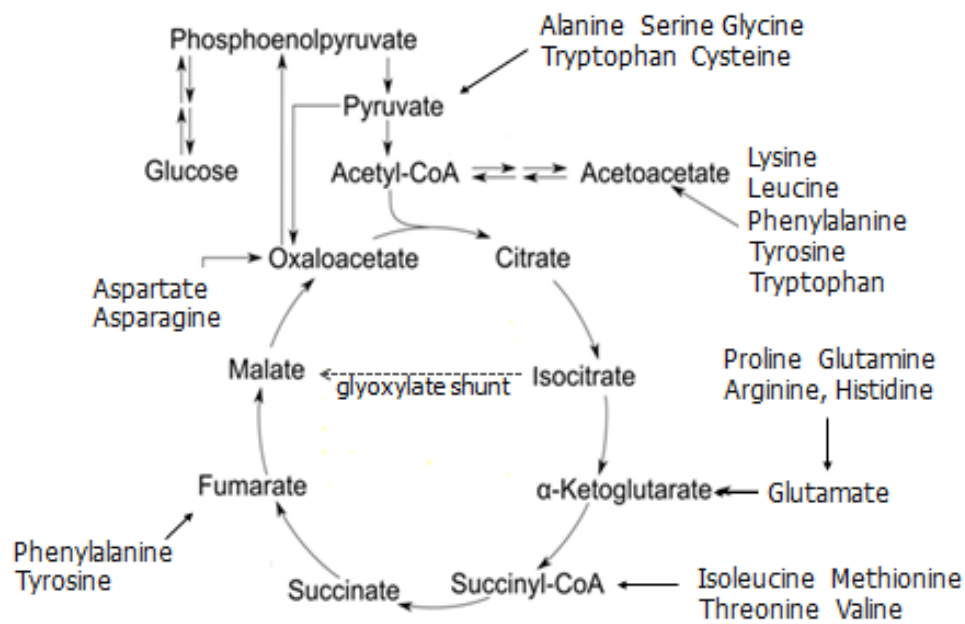 Alanine Serine Glycine
Tryptophan Cysteine
Phosphoenolpyruvate
Pyruvate
Glucose
Acetyl-CoA
Acetoacetate
Lysine
Leucine
Phenylalanine
Tyrosine
Tryptophan
Oxaloacetate
Citrate
Aspartate
Asparagine
Malate
glyoxylate shunt
Isocitrate
Proline Glutamine
Arginine, Histidine
Fumarate
α-Ketoglutarate
Glutamate
Phenylalanine
Tyrosine
Succinate
Succinyl-CoA
Isoleucine Methionine
Threonine Valine